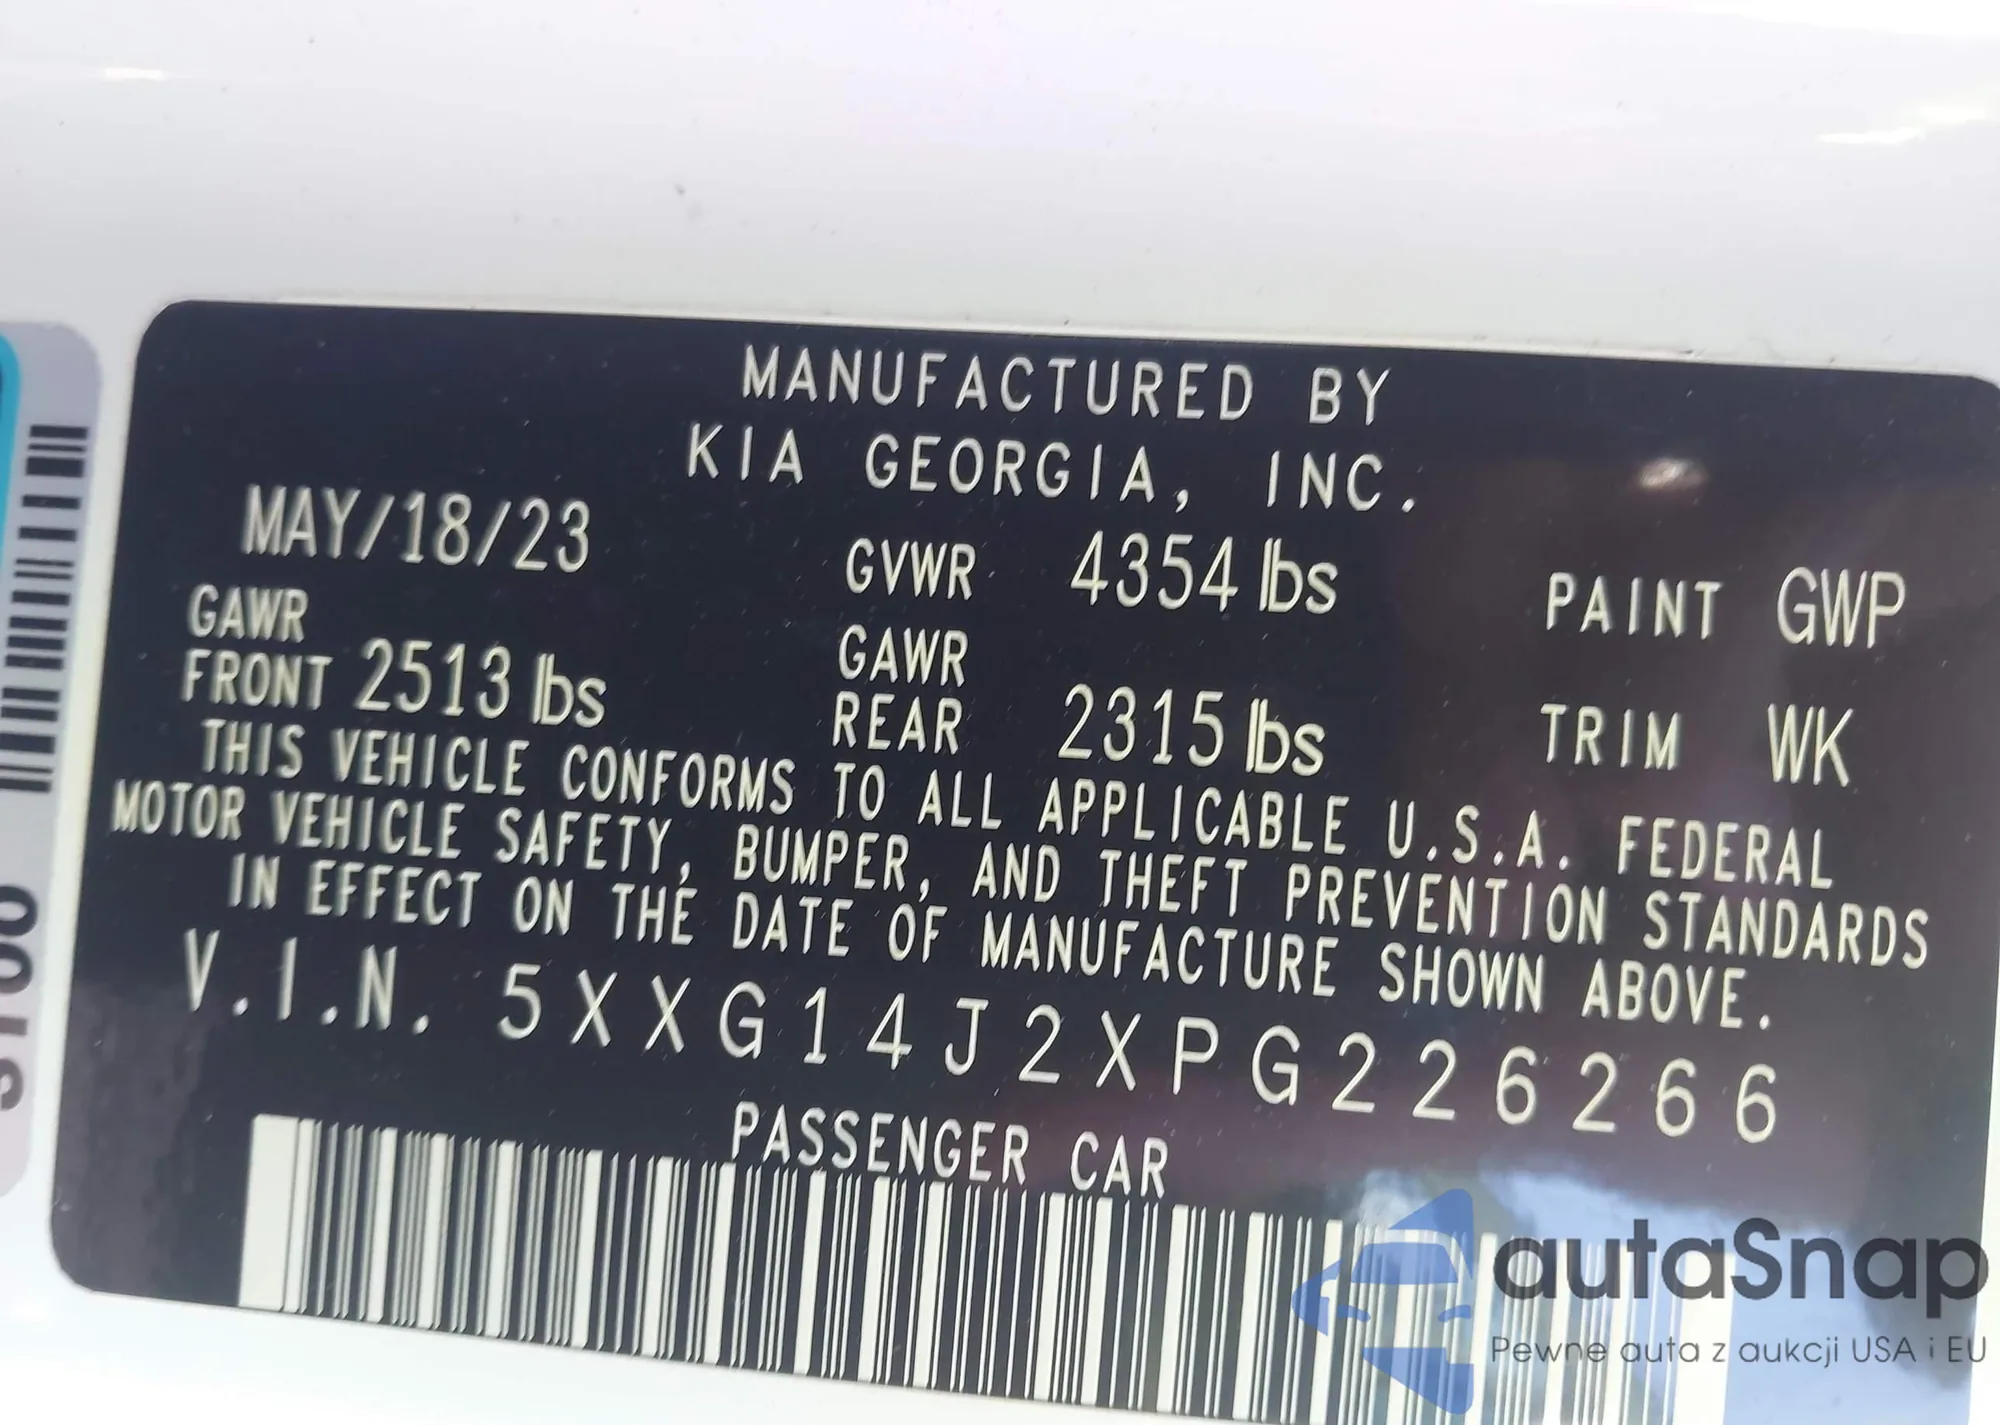 MANUFACTURED BY
KIA GEORGIA, INC.
MAY/18/23
GVWR 4354 lbs
PAINT GWP
GAWR
FRONT 2513 lbs
GAWR
REAR 2315 lbs
TRIM WK
THIS VEHICLE CONFORMS TO ALL APPLICABLE U.S.A. FEDERAL
MOTOR VEHICLE SAFETY, BUMPER, AND THEFT PREVENTION STANDARDS
IN EFFECT ON THE DATE OF MANUFACTURE SHOWN ABOVE.
V.I.N. 5XXG14J2XPG226266
PASSENGER CAR
autaSnap
Pewne auta z aukcji USA i EU